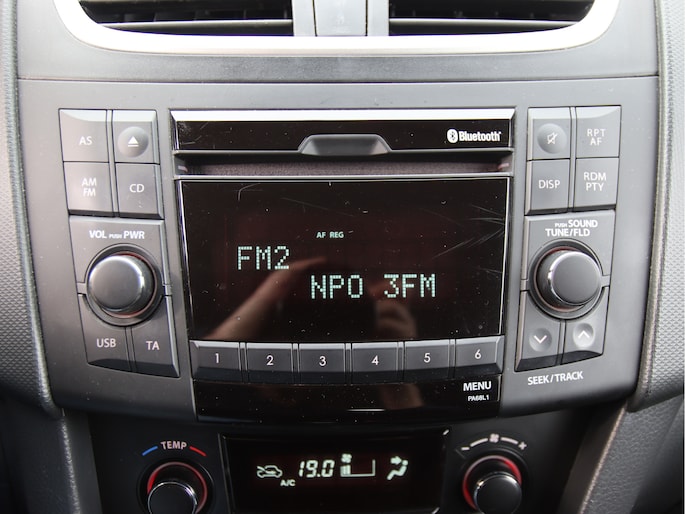 Bluetooth
AS
RPT
AF
AM
FM
CD
DISP
RDM
PTY
VOL PUSH PWR
PUSH SOUND
TUNE/FLD
AF REG
FM2
NPO 3FM
USB
TA
1 2 3 4 5 6
SEEK/TRACK
MENU
PA68L1
TEMP
A/C
19.0